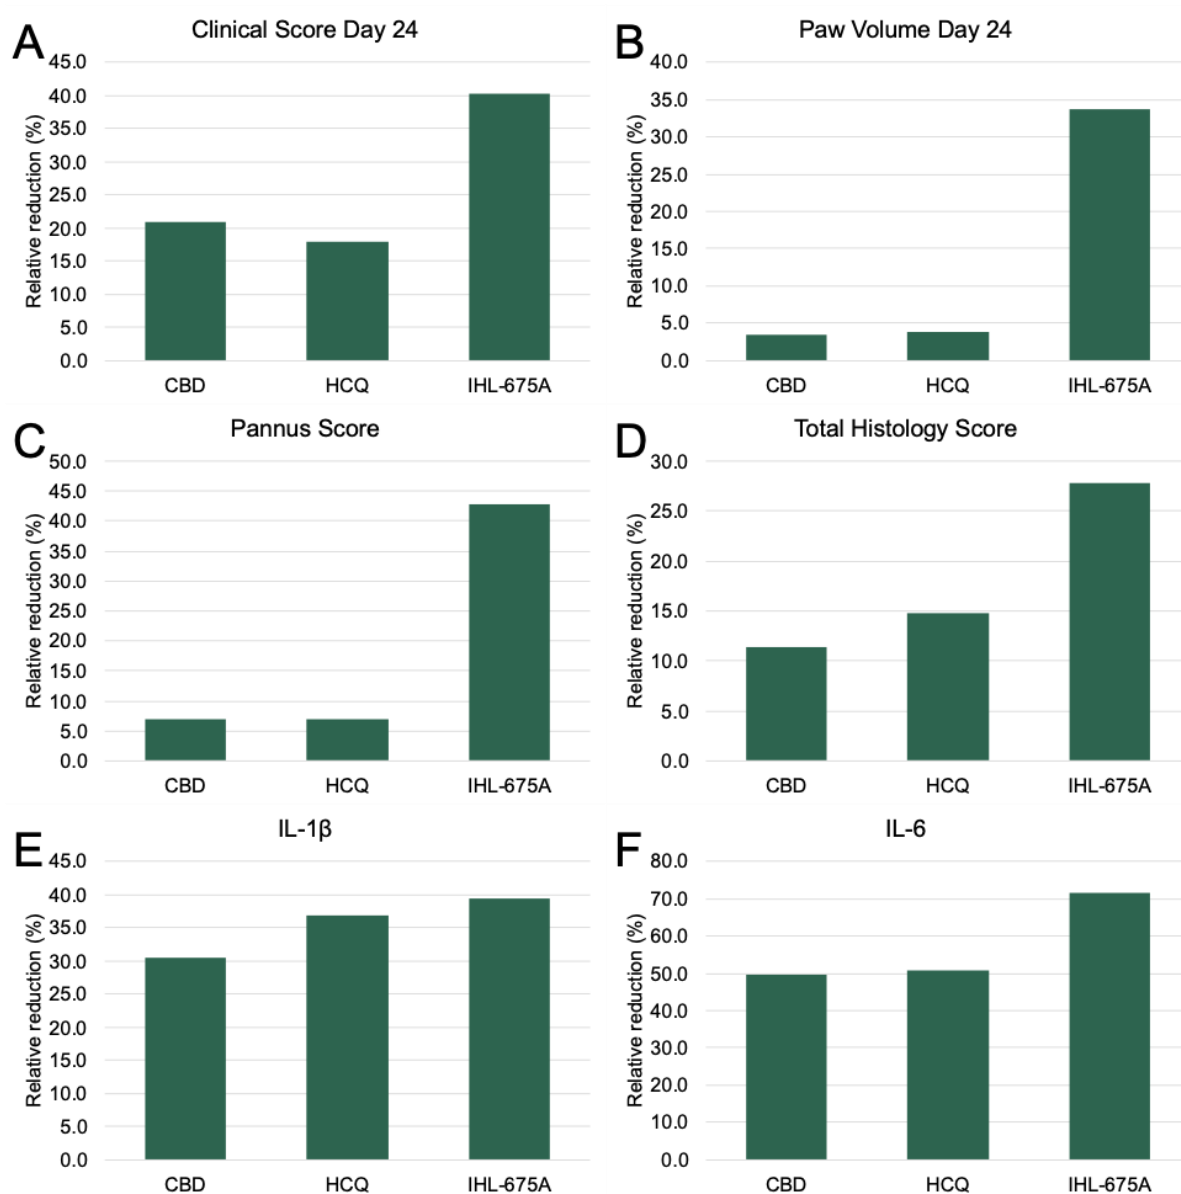 A
Clinical Score Day 24
Relative reduction (%)
45.0
40.0
35.0
30.0
25.0
20.0
15.0
10.0
5.0
0.0
CBD
HCQ
IHL-675A
B
Paw Volume Day 24
Relative reduction (%)
40.0
35.0
30.0
25.0
20.0
15.0
10.0
5.0
0.0
CBD
HCQ
IHL-675A
C
Pannus Score
Relative reduction (%)
50.0
45.0
40.0
35.0
30.0
25.0
20.0
15.0
10.0
5.0
0.0
CBD
HCQ
IHL-675A
D
Total Histology Score
Relative reduction (%)
30.0
25.0
20.0
15.0
10.0
5.0
0.0
CBD
HCQ
IHL-675A
E
IL-1β
Relative reduction (%)
45.0
40.0
35.0
30.0
25.0
20.0
15.0
10.0
5.0
0.0
CBD
HCQ
IHL-675A
F
IL-6
Relative reduction (%)
80.0
70.0
60.0
50.0
40.0
30.0
20.0
10.0
0.0
CBD
HCQ
IHL-675A